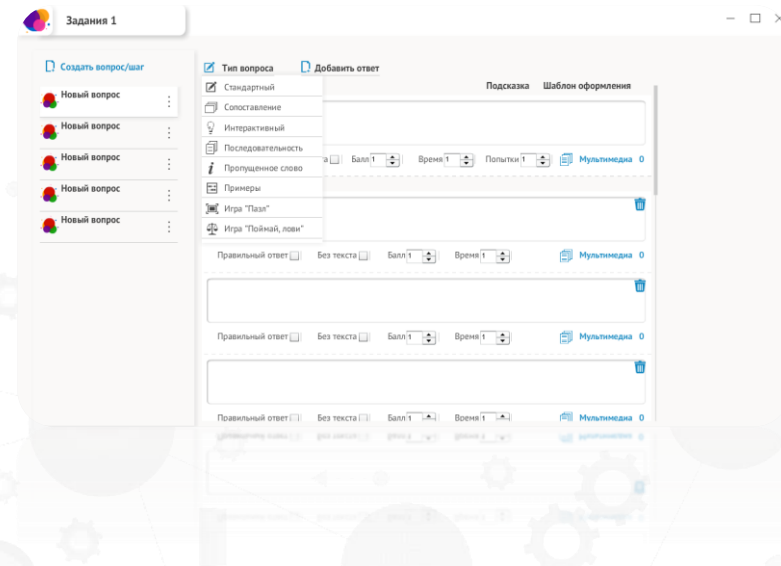 Задания 1
Создать вопрос/шаг
Тип вопроса Добавить ответ
Подсказка Шаблон оформления
Новый вопрос
Новый вопрос
Новый вопрос
Новый вопрос
Новый вопрос
Стандартный
Сопоставление
Интерактивный
Последовательность
Пропущенное слово
Примеры
Игра "Пазл"
Игра "Поймай, лови"
Балл 1 Время 1 Попытки 1 Мультимедиа 0
Правильный ответ Без текста Балл 1 Время 1 Мультимедиа 0
Правильный ответ Без текста Балл 1 Время 1 Мультимедиа 0
Правильный ответ Без текста Балл 1 Время 1 Мультимедиа 0